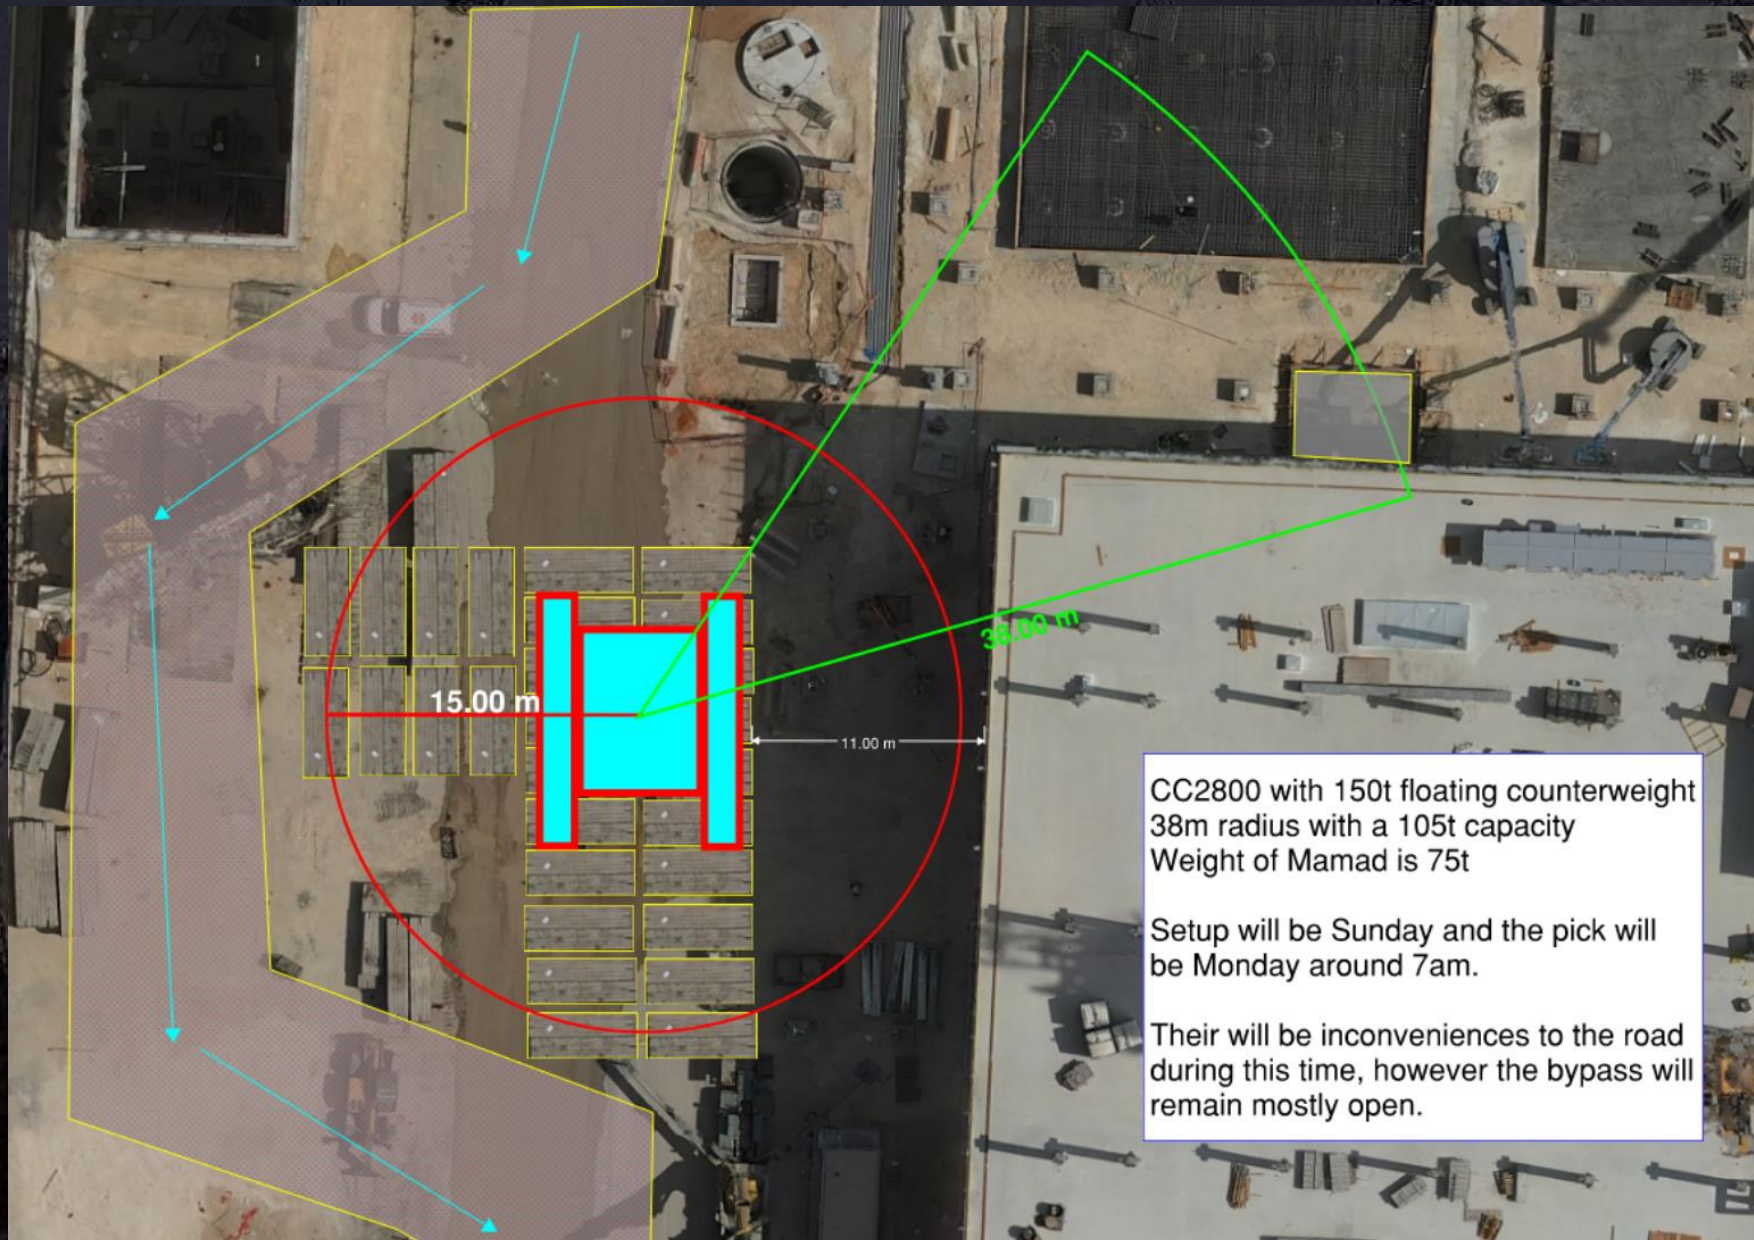 38.00 m
15.00 m
11.00 m
CC2800 with 150t floating counterweight
38m radius with a 105t capacity
Weight of Mamad is 75t
Setup will be Sunday and the pick will
be Monday around 7am.
Their will be inconveniences to the road
during this time, however the bypass will
remain mostly open.